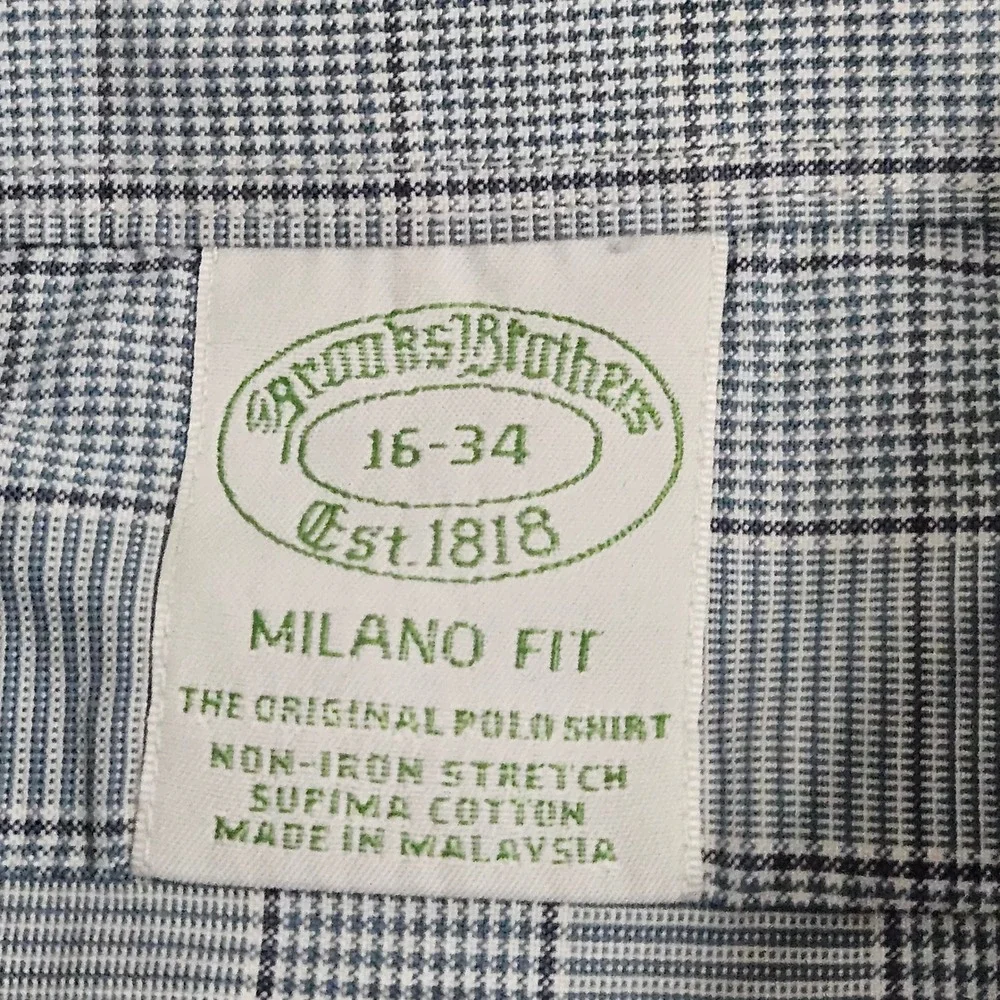 Brooks Brothers
16-34
Est. 1818
MILANO FIT
THE ORIGINAL POLO SHIRT
NON-IRON STRETCH
SUPIMA COTTON
MADE IN MALAYSIA